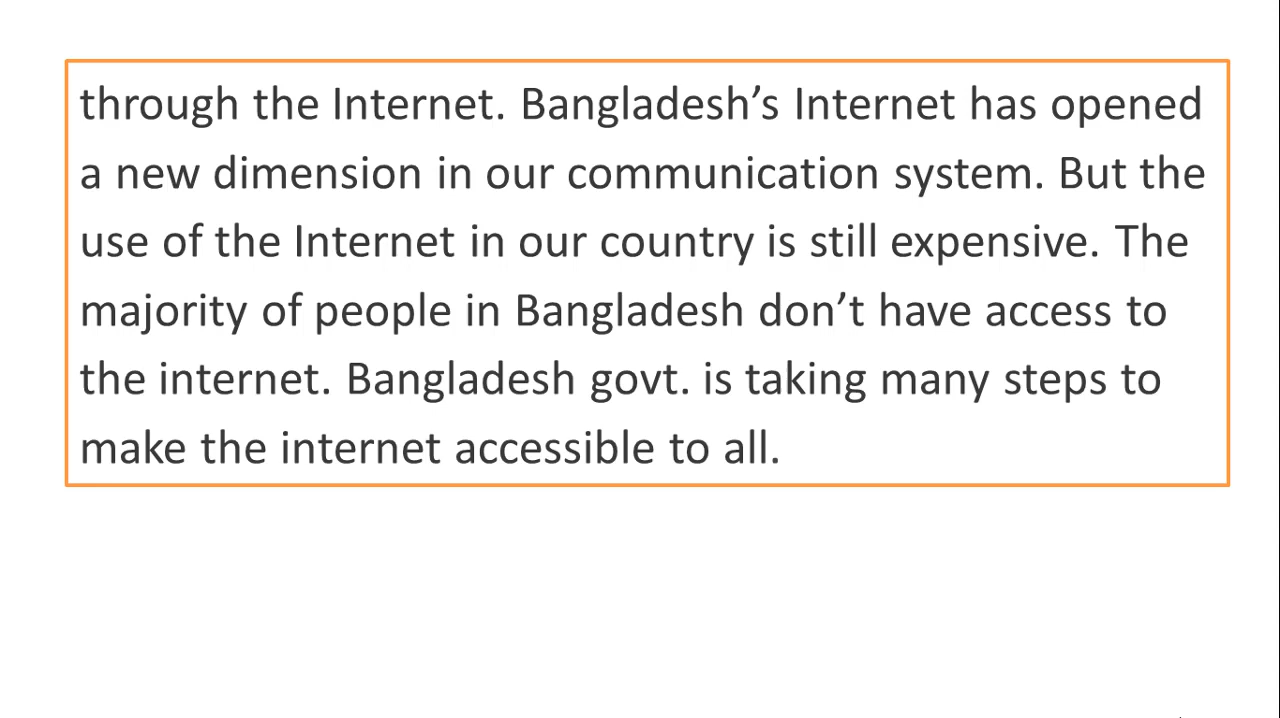 through the Internet. Bangladesh’s Internet has opened
a new dimension in our communication system. But the
use of the Internet in our country is still expensive. The
majority of people in Bangladesh don’t have access to
the internet. Bangladesh govt. is taking many steps to
make the internet accessible to all.